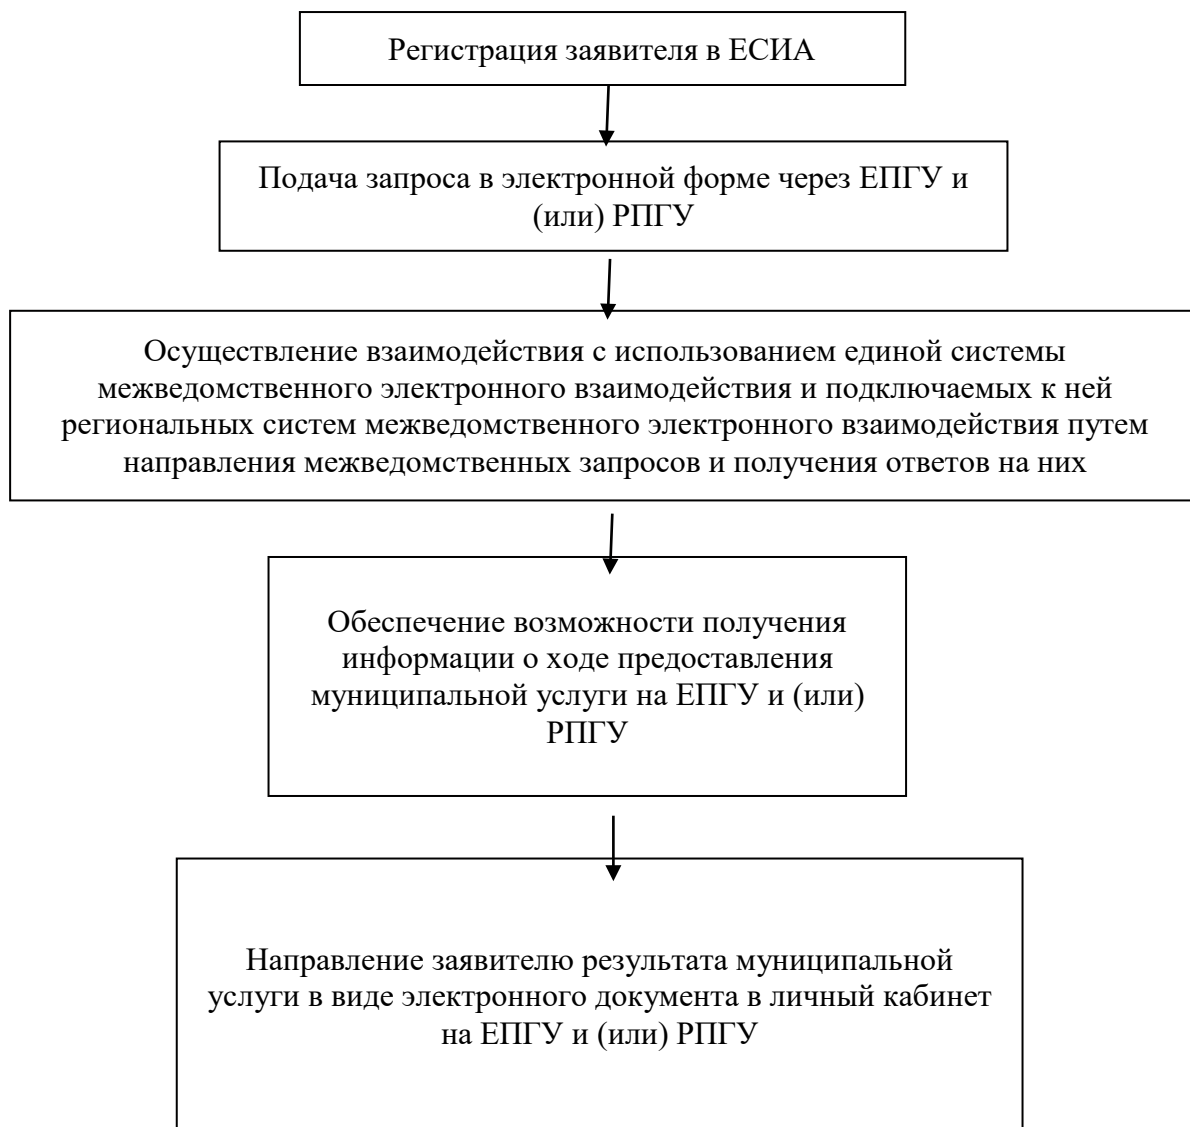 Регистрация заявителя в ЕСИА
Подача запроса в электронной форме через ЕПГУ и
(или) РПГУ
Осуществление взаимодействия с использованием единой системы
межведомственного электронного взаимодействия и подключаемых к ней
региональных систем межведомственного электронного взаимодействия путем
направления межведомственных запросов и получения ответов на них
Обеспечение возможности получения
информации о ходе предоставления
муниципальной услуги на ЕПГУ и (или)
РПГУ
Направление заявителю результата муниципальной
услуги в виде электронного документа в личный кабинет
на ЕПГУ и (или) РПГУ